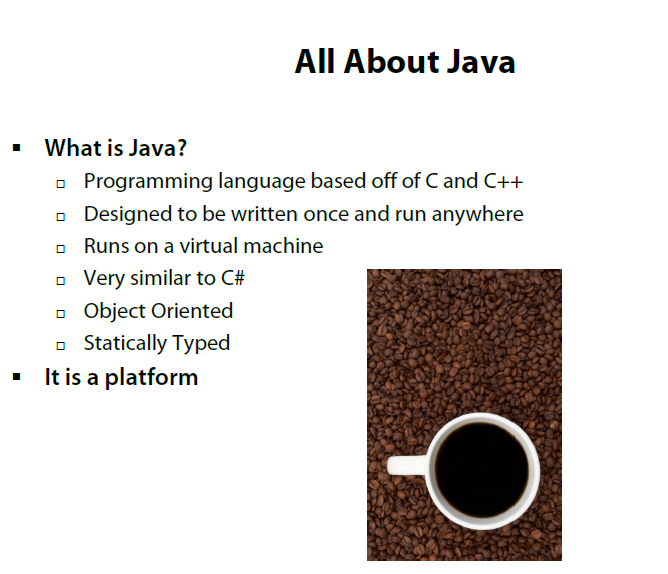 All About Java
What is Java?
Programming language based off of C and C++
Designed to be written once and run anywhere
Runs on a virtual machine
Very similar to C#
Object Oriented
Statically Typed
It is a platform